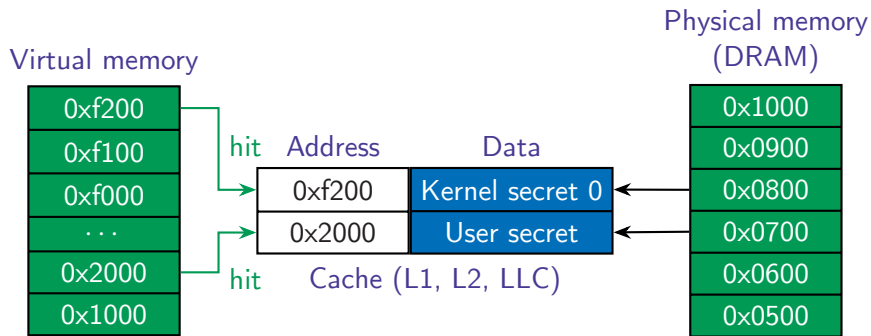 Virtual memory
0xf200
0xf100
0xf000
...
0x2000
0x1000
hit
hit
Address Data
0xf200 Kernel secret 0
0x2000 User secret
Cache (L1, L2, LLC)
Physical memory
(DRAM)
0x1000
0x0900
0x0800
0x0700
0x0600
0x0500